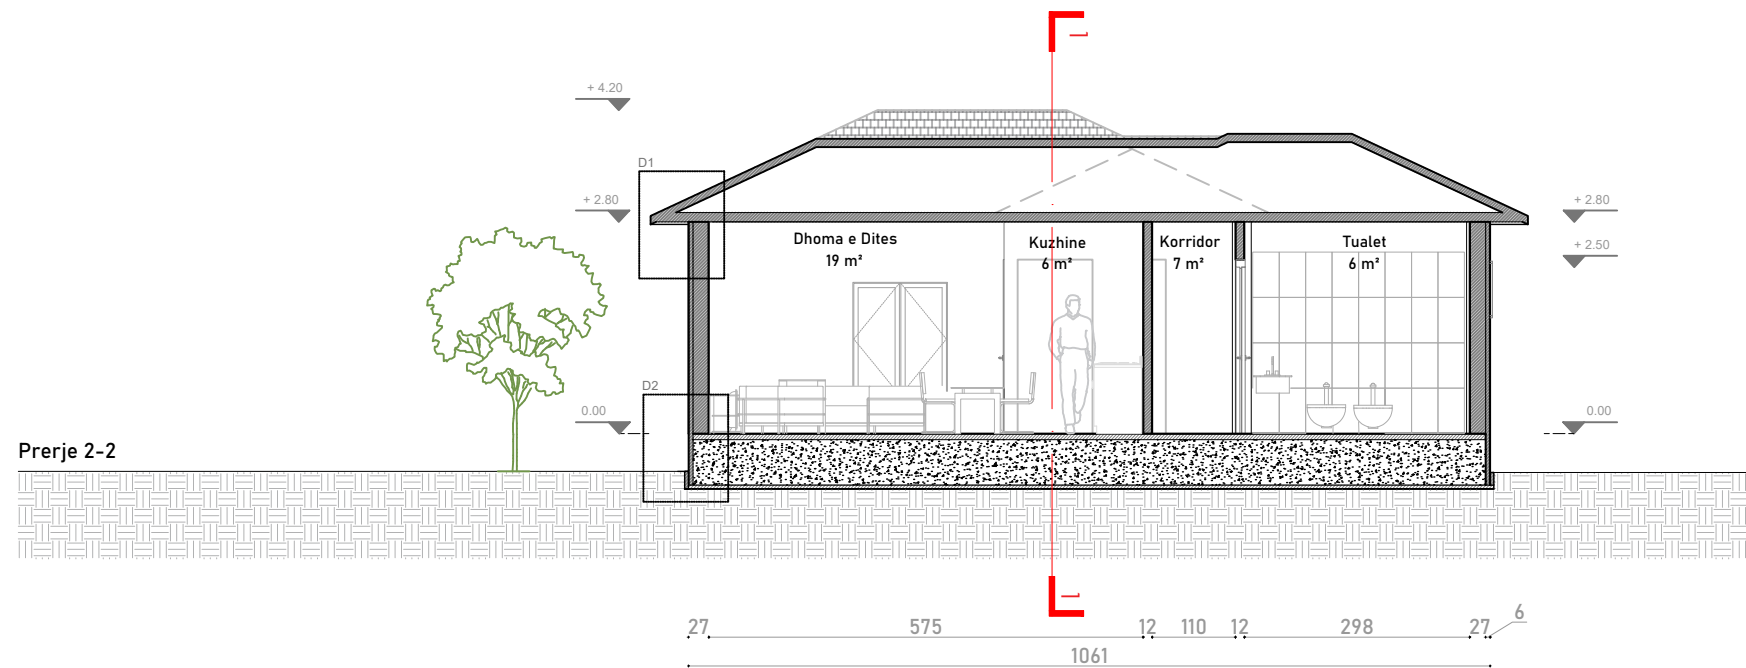 1
+ 4.20
D1
+ 2.80
+ 2.80
Dhoma e Dites
19 m²
Kuzhine
6 m²
Korridor
7 m²
Tualet
6 m²
+ 2.50
D2
0.00
0.00
Prerje 2-2
1
6
27 575 12 110 12 298 27
1061